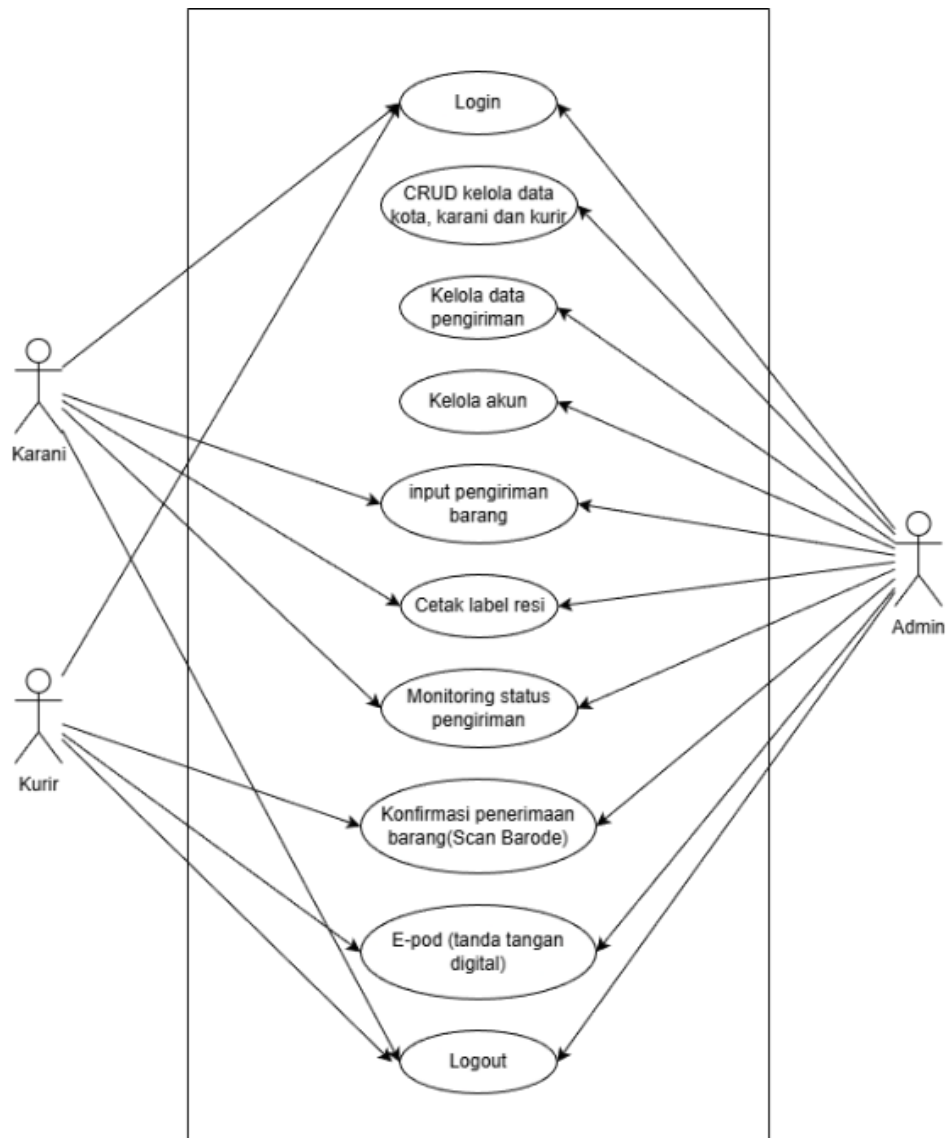 Login
CRUD kelola data
kota, karani dan kurir
Kelola data
pengiriman
Kelola akun
Karani
input pengiriman
barang
Cetak label resi
Admin
Monitoring status
pengiriman
Kurir
Konfirmasi penerimaan
barang(Scan Barode)
E-pod (tanda tangan
digital)
Logout